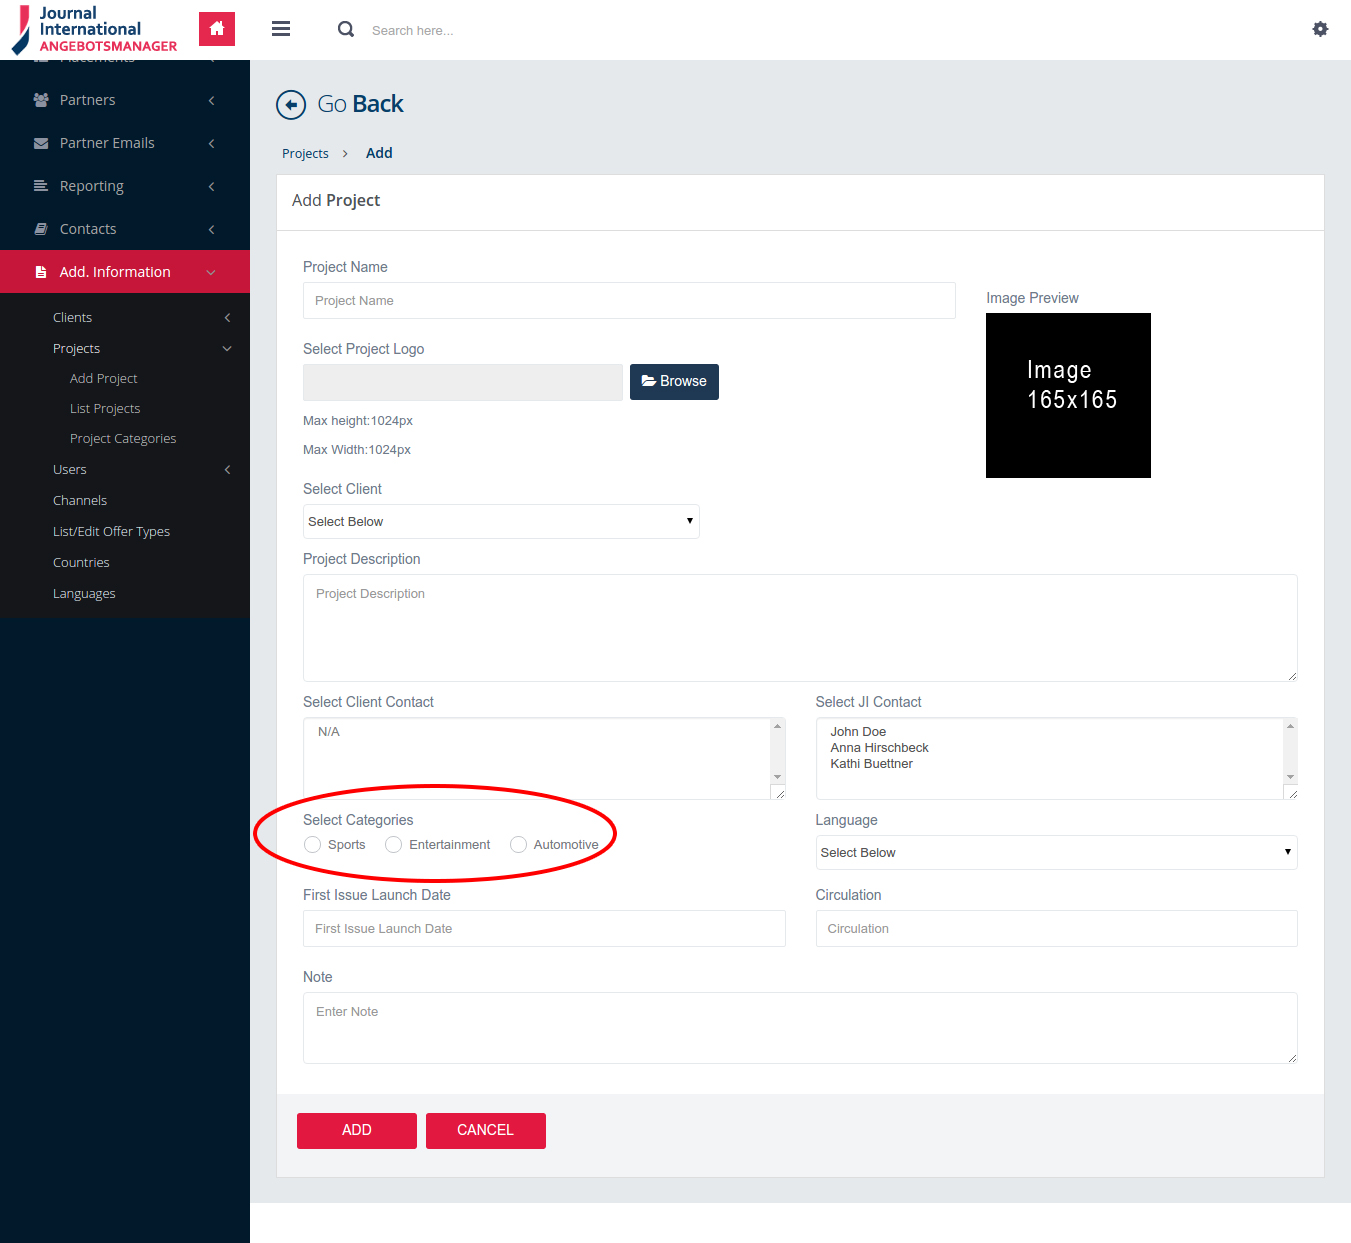 Journal
International
ANGEBOTSMANAGER
Search here...
Placements
Partners
Partner Emails
Reporting
Contacts
Add. Information
Clients
Projects
Add Project
List Projects
Project Categories
Users
Channels
List/Edit Offer Types
Countries
Languages
Go Back
Projects > Add
Add Project
Project Name
Project Name
Image Preview
Image
165x165
Select Project Logo
Browse
Max height:1024px
Max Width:1024px
Select Client
Select Below
Project Description
Project Description
Select Client Contact
N/A
Select JI Contact
John Doe
Anna Hirschbeck
Kathi Buettner
Select Categories
Sports Entertainment Automotive
Language
Select Below
First Issue Launch Date
First Issue Launch Date
Circulation
Circulation
Note
Enter Note
ADD CANCEL